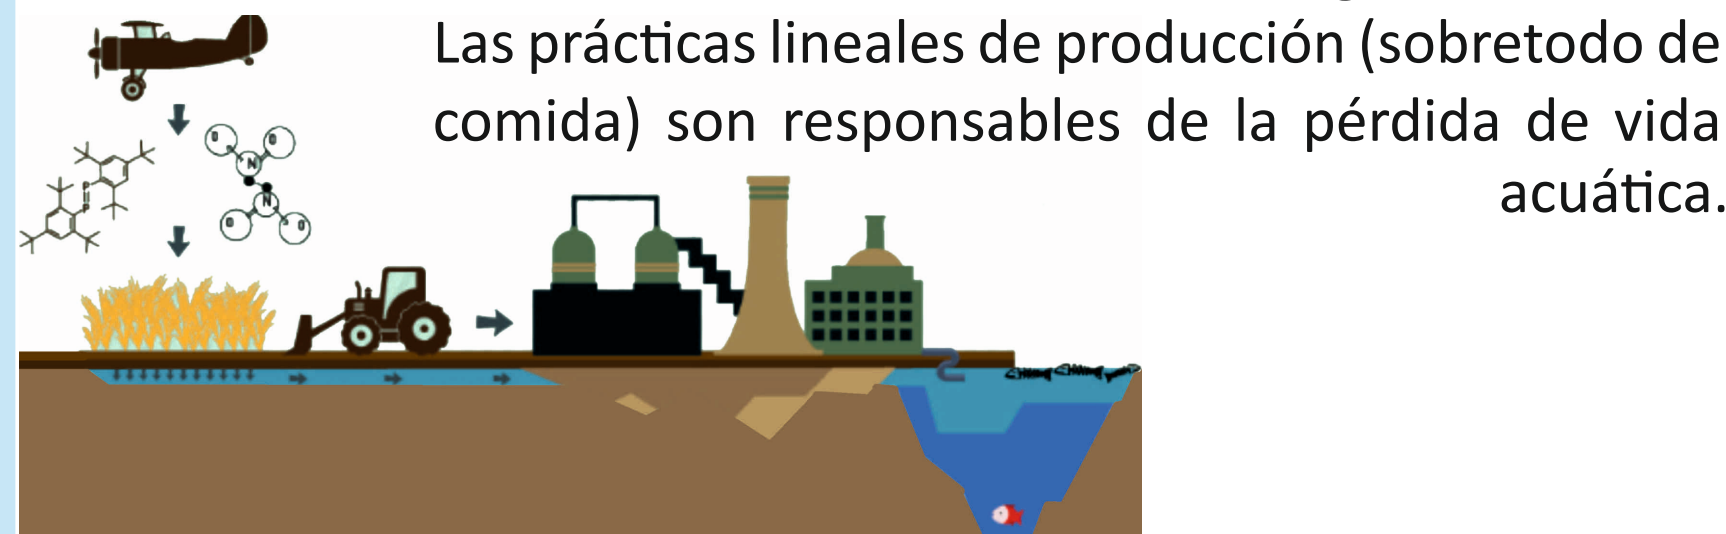 Las prácticas lineales de producción (sobretodo de
comida) son responsables de la pérdida de vida
acuática.
N
N